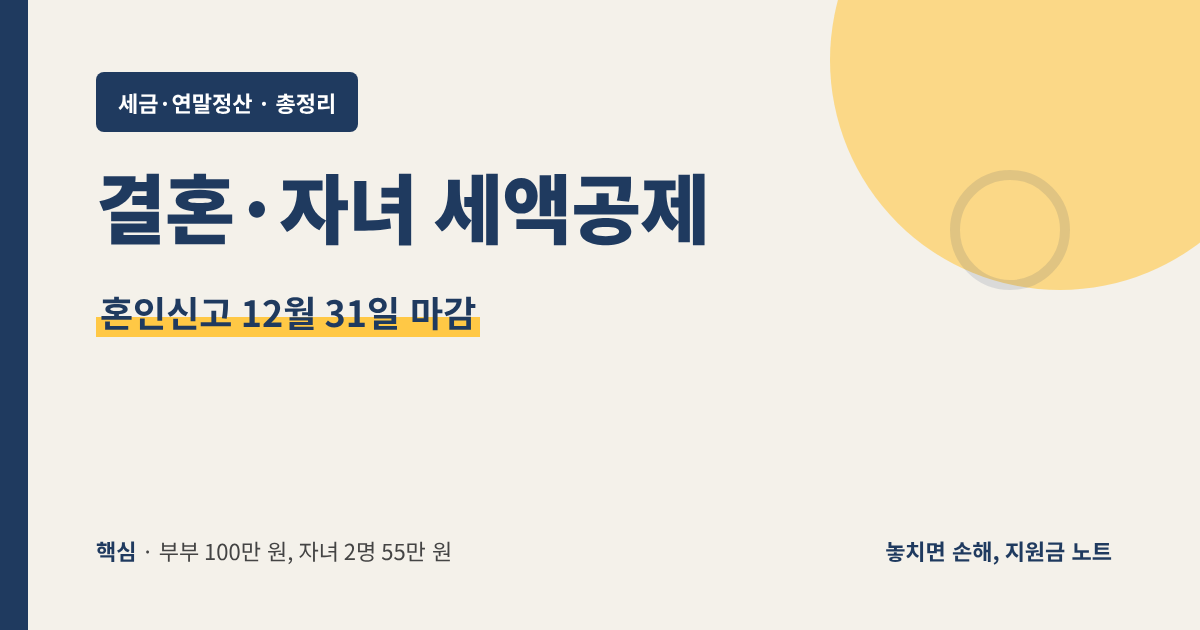 세금·연말정산 · 총정리
결혼·자녀 세액공제
혼인신고 12월 31일 마감
핵심 · 부부 100만 원, 자녀 2명 55만 원
놓치면 손해, 지원금 노트